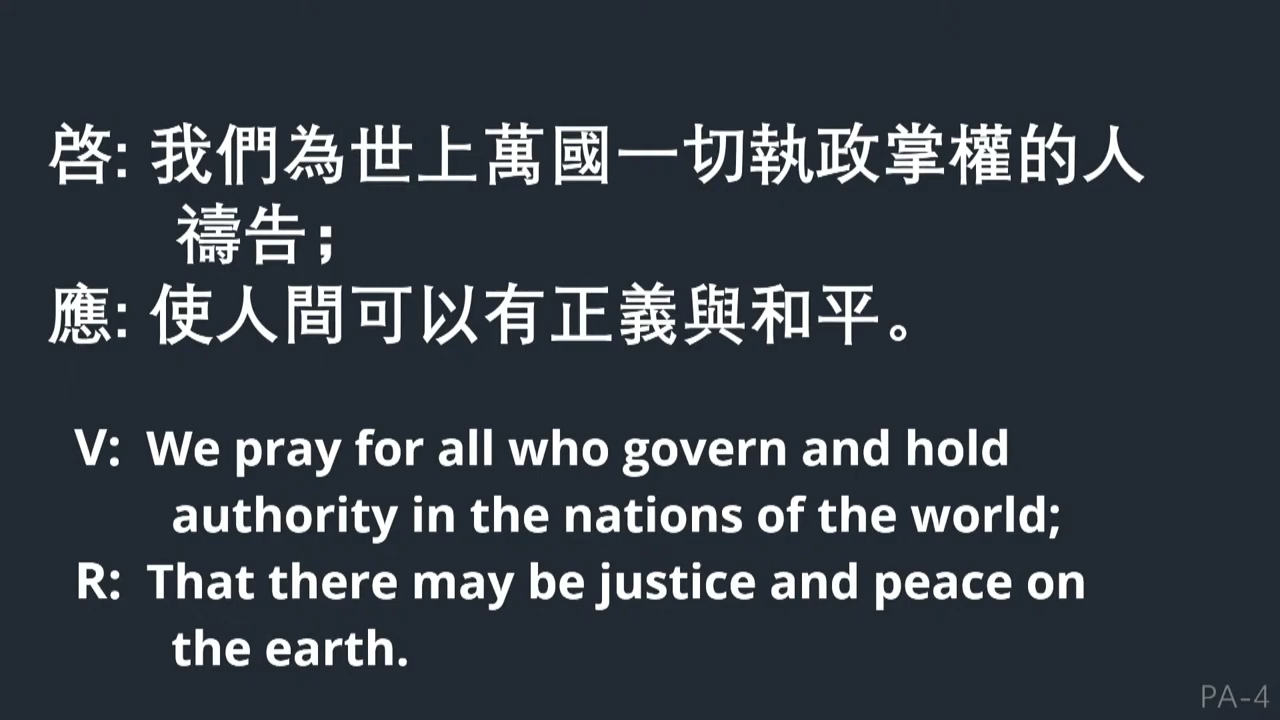 啓: 我們為世上萬國一切執政掌權的人
禱告；
應: 使人間可以有正義與和平。
V: We pray for all who govern and hold
authority in the nations of the world;
R: That there may be justice and peace on
the earth.
PA-4